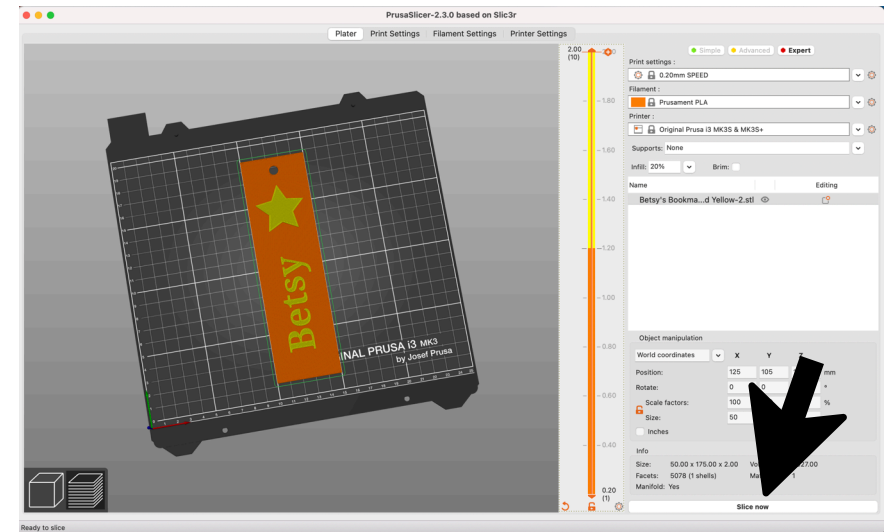 PrusaSlicer-2.3.0 based on Slic3r
Plater Print Settings Filament Settings Printer Settings
2.00
(10)
Simple Advanced Expert
Print settings :
0.20mm SPEED
Filament :
Prusament PLA
Printer :
Original Prusa i3 MK3S & MK3S+
Supports: None
Infill: 20% Brim:
Name Editing
Betsy's Bookma...d Yellow-2.stl
1.80
1.60
1.40
1.20
1.00
0.80
0.60
0.40
0.20
(1)
Betsy
INAL PRUSA i3 MK3
by Josef Prusa
Object manipulation
World coordinates X Y Z
Position: 125 105 mm
Rotate: 0 0 °
Scale factors: 100 %
Size: 50
Inches
Info
Size: 50.00 x 175.00 x 2.00
Facets: 5078 (1 shells)
Manifold: Yes
Slice now
Ready to slice